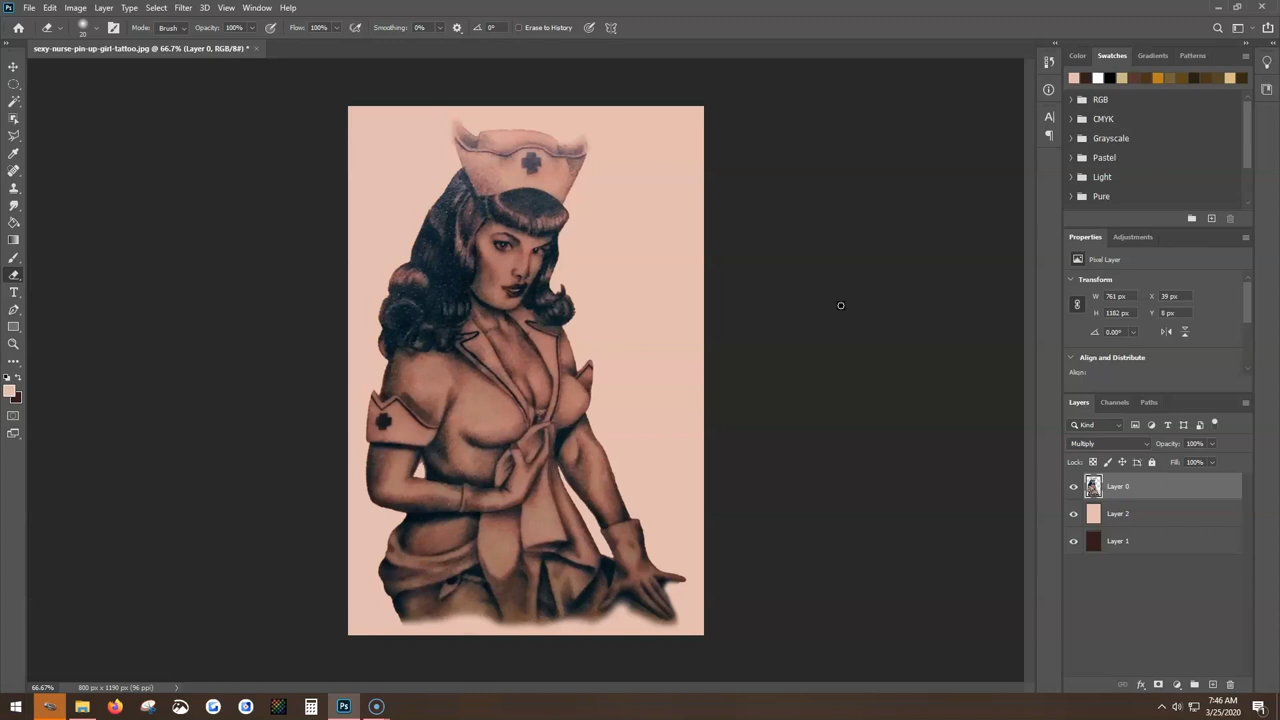 File Edit Image Layer Type Select Filter 3D View Window Help
20 Mode: Brush Opacity: 100% Flow: 100% Smoothing: 0% 0° Erase to History
sexy-nurse-pin-up-girl-tattoo.jpg @ 66.7% (Layer 0, RGB/8#) *
Color Swatches Gradients Patterns
RGB
CMYK
Grayscale
Pastel
Light
Pure
Properties Adjustments
Pixel Layer
Transform
W 761 px X 39 px
H 1182 px Y 8 px
0.00°
Align and Distribute
Align:
Layers Channels Paths
Kind
Multiply Opacity: 100%
Lock: Fill: 100%
Layer 0
Layer 2
Layer 1
66.67% 800 px x 1190 px (96 ppi)
7:46 AM
3/25/2020